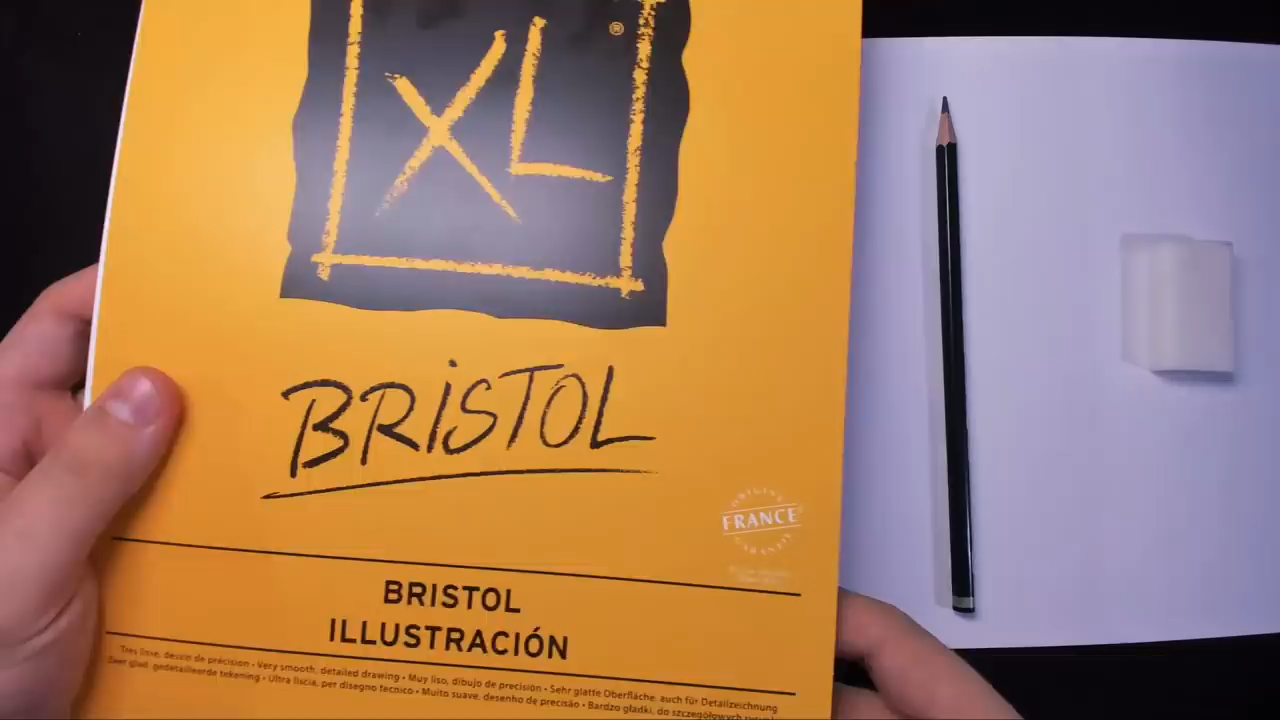 XL®
BRISTOL
ORIGINE
FRANCE
GARANTIE
BRISTOL
ILLUSTRACIÓN
Très lisse, dessin de précision • Very smooth, detailed drawing • Muy liso, dibujo de precisión • Sehr glatte Oberfläche, auch für Detailzeichnung
Zeer glad, gedetailleerde tekening • Ultra liscia, per disegno tecnico • Muito suave, desenho de precisão • Bardzo gładki, do szczegółowych